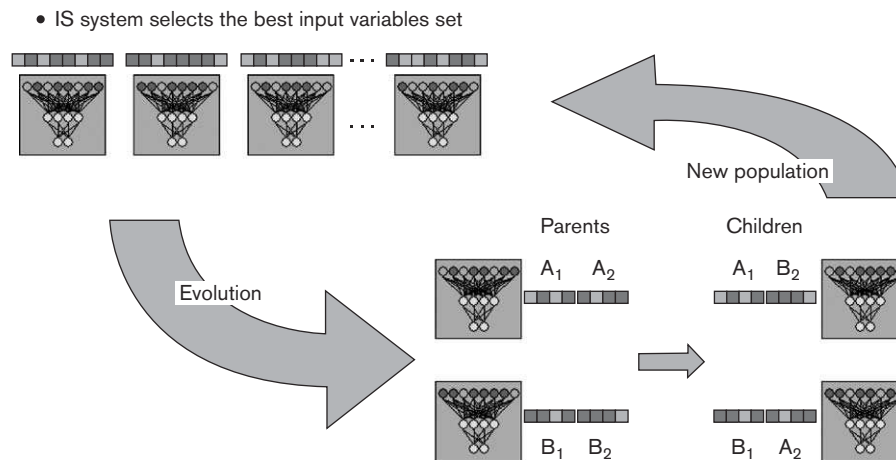 • IS system selects the best input variables set
...
...
New population
Parents Children
Evolution
A₁ A₂ A₁ B₂
B₁ B₂ B₁ A₂